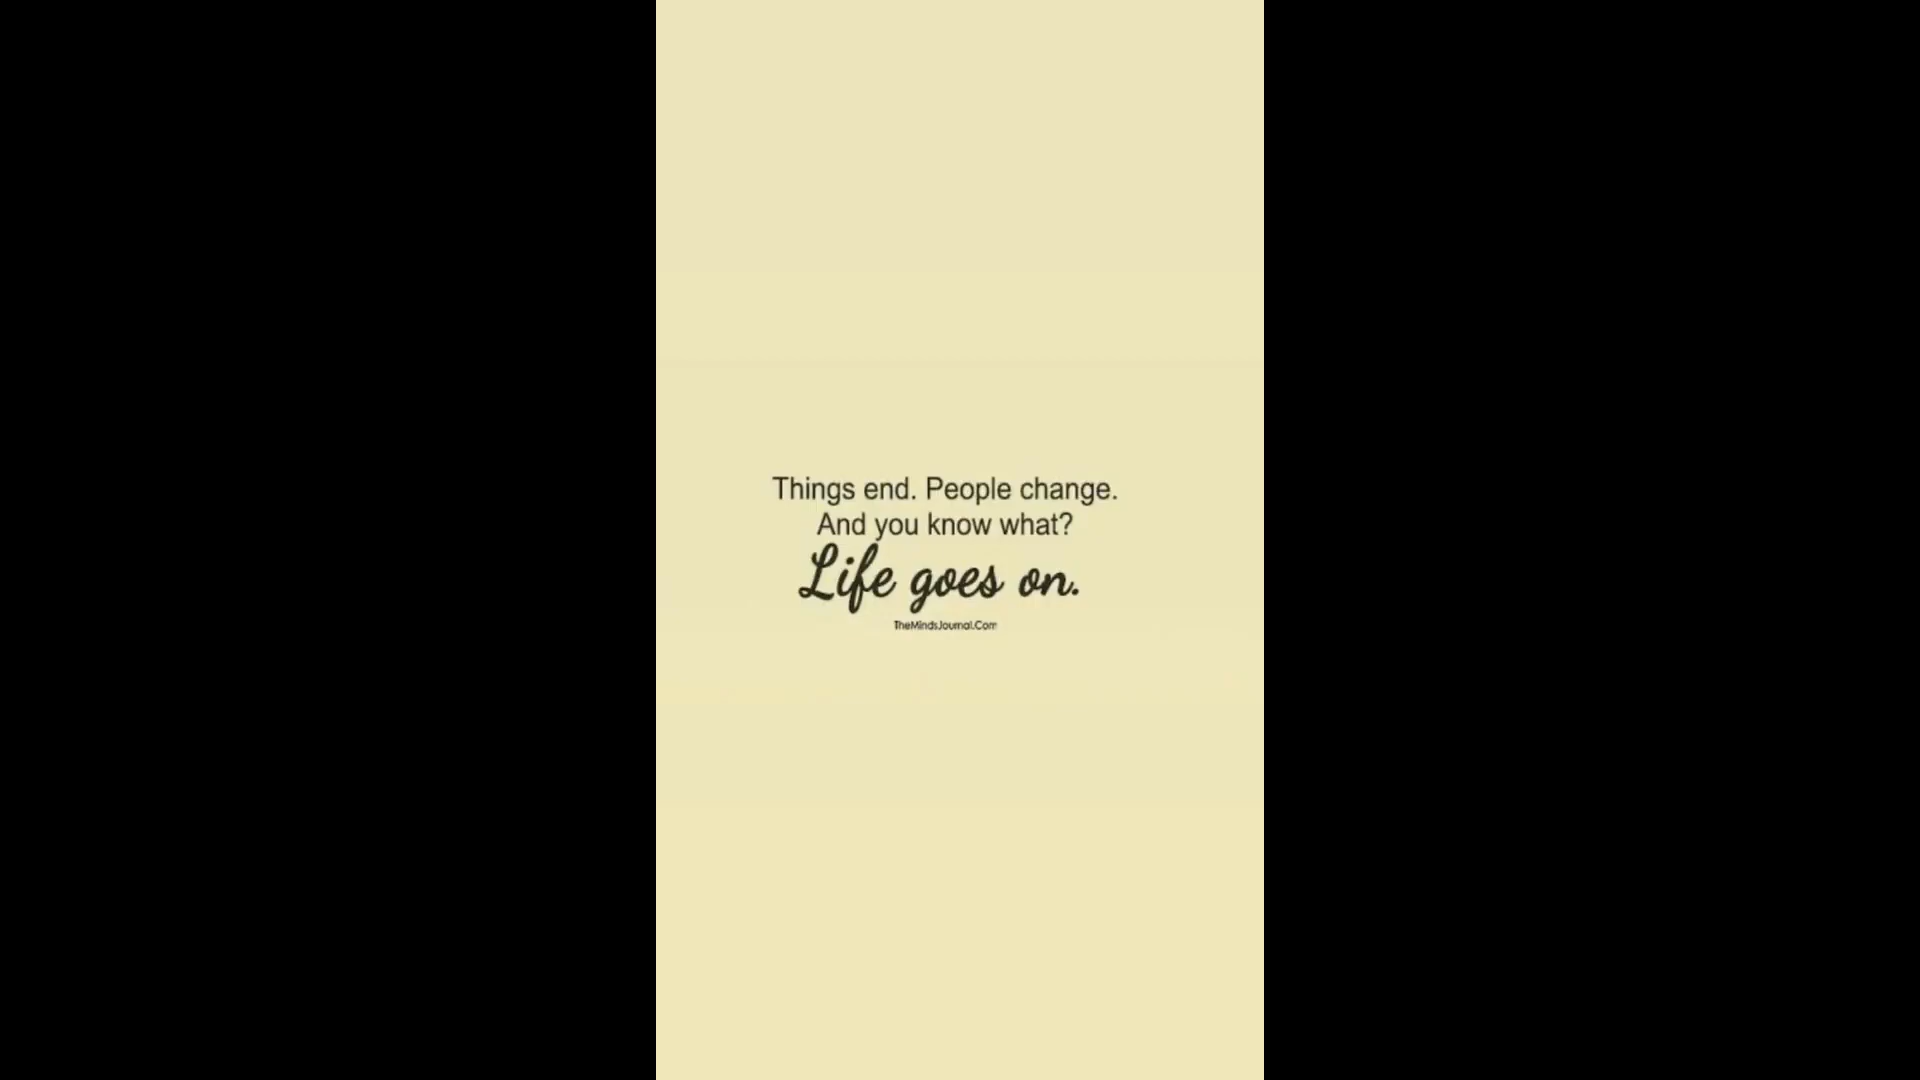 Things end. People change.
And you know what?
Life goes on.
TheMindsJournal.Com